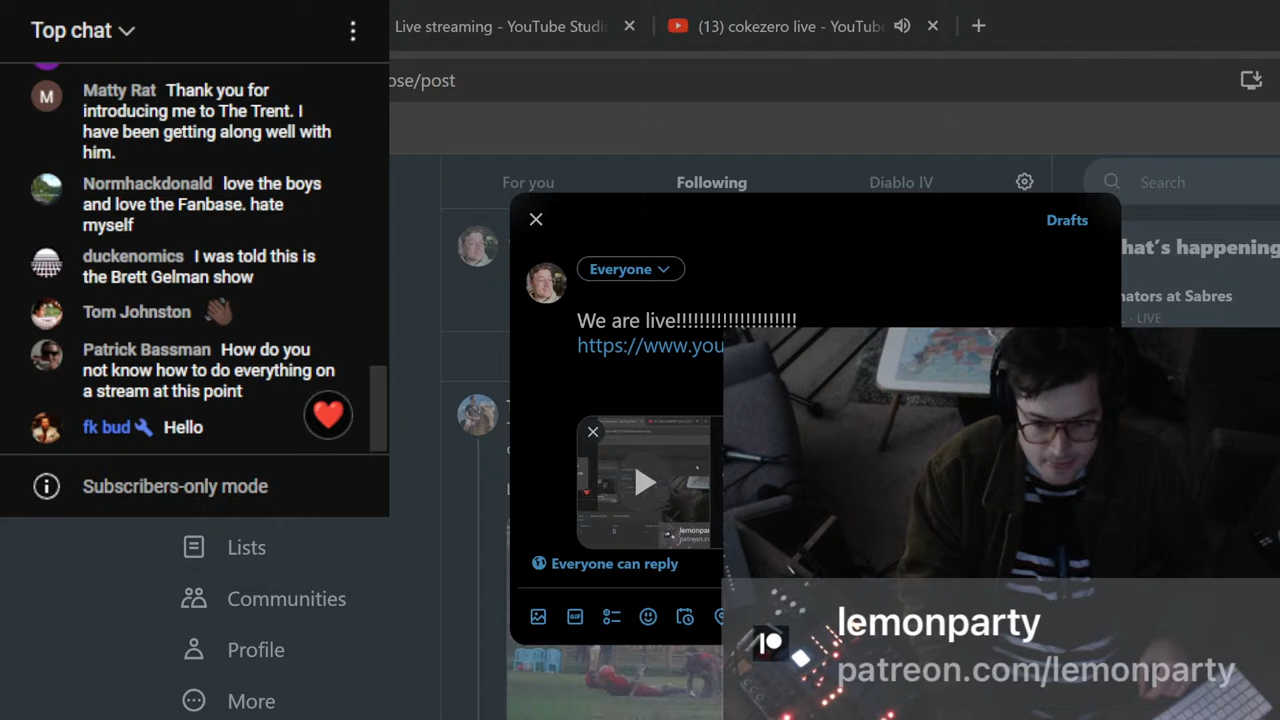 Top chat
Live streaming - YouTube Studi
(13) cokezero live - YouTub
ose/post
Matty Rat Thank you for
introducing me to The Trent. I
have been getting along well with
him.
Normhackdonald love the boys
and love the Fanbase. hate
myself
duckenomics I was told this is
the Brett Gelman show
Tom Johnston
Patrick Bassman How do you
not know how to do everything on
a stream at this point
fk bud Hello
Subscribers-only mode
Lists
Communities
Profile
More
For you
Following
Diablo IV
Search
Drafts
Everyone
We are live!!!!!!!!!!!!!!!!!!!!!
https://www.you
Everyone can reply
GIF
hat's happening
nators at Sabres
LIVE
lemonparty
patreon.com/lemonparty